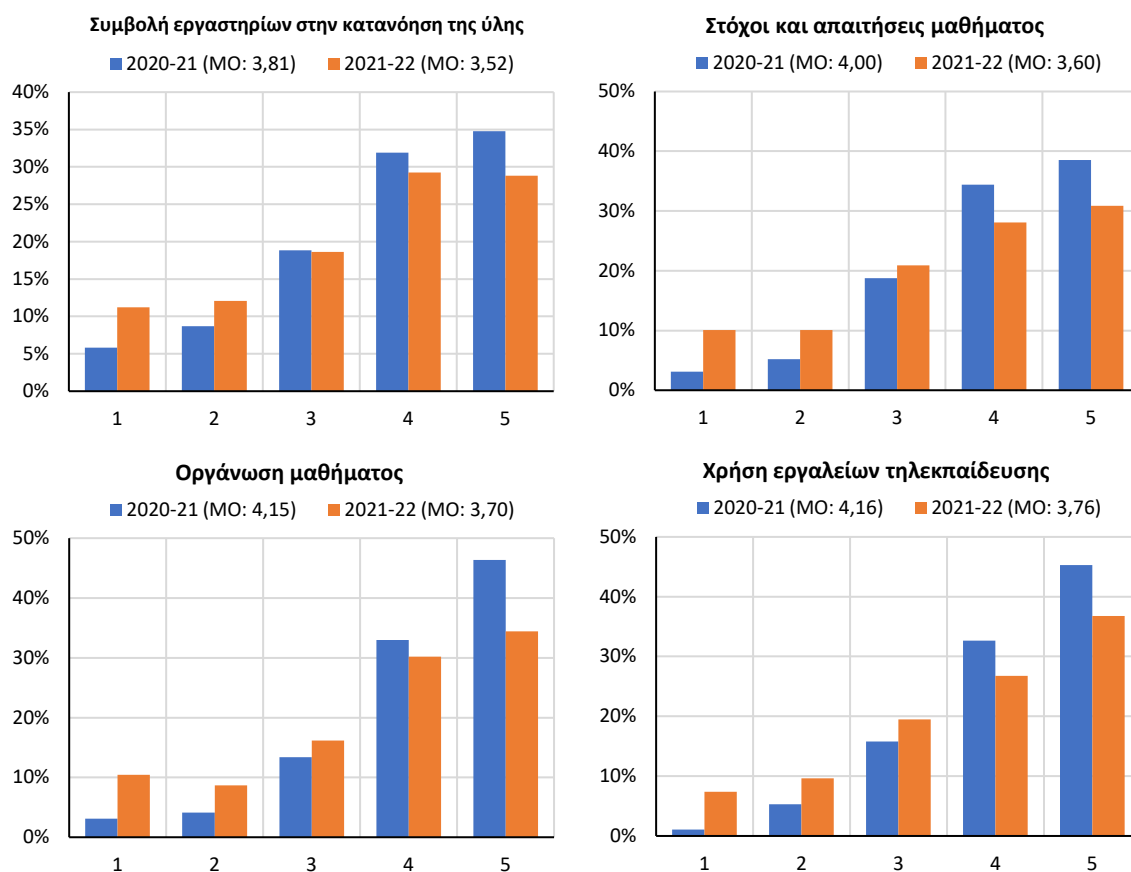 Συμβολή εργαστηρίων στην κατανόηση της ύλης
2020-21 (ΜΟ: 3,81) 2021-22 (ΜΟ: 3,52)
40%
35%
30%
25%
20%
15%
10%
5%
0%
1 2 3 4 5
Στόχοι και απαιτήσεις μαθήματος
2020-21 (ΜΟ: 4,00) 2021-22 (ΜΟ: 3,60)
50%
40%
30%
20%
10%
0%
1 2 3 4 5
Οργάνωση μαθήματος
2020-21 (ΜΟ: 4,15) 2021-22 (ΜΟ: 3,70)
50%
40%
30%
20%
10%
0%
1 2 3 4 5
Χρήση εργαλείων τηλεκπαίδευσης
2020-21 (ΜΟ: 4,16) 2021-22 (ΜΟ: 3,76)
50%
40%
30%
20%
10%
0%
1 2 3 4 5